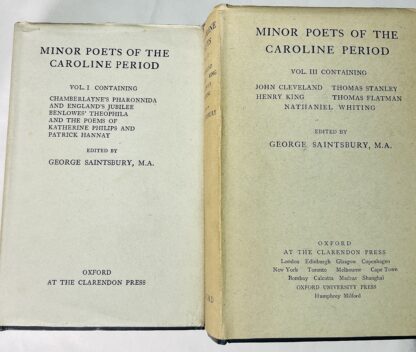 MINOR POETS OF THE
CAROLINE PERIOD
VOL. I CONTAINING
CHAMBERLAYNE'S PHARONNIDA
AND ENGLAND'S JUBILEE
BENLOWES' THEOPHILA
AND THE POEMS OF
KATHERINE PHILIPS AND
PATRICK HANNAY
EDITED BY
GEORGE SAINTSBURY, M.A.
OXFORD
AT THE CLARENDON PRESS
MINOR POETS OF THE
CAROLINE PERIOD
VOL. III CONTAINING
JOHN CLEVELAND THOMAS STANLEY
HENRY KING THOMAS FLATMAN
NATHANIEL WHITING
EDITED BY
GEORGE SAINTSBURY, M.A.
OXFORD
AT THE CLARENDON PRESS
London Edinburgh Glasgow Copenhagen
New York Toronto Melbourne Cape Town
Bombay Calcutta Madras Shanghai
OXFORD UNIVERSITY PRESS
Humphrey Milford